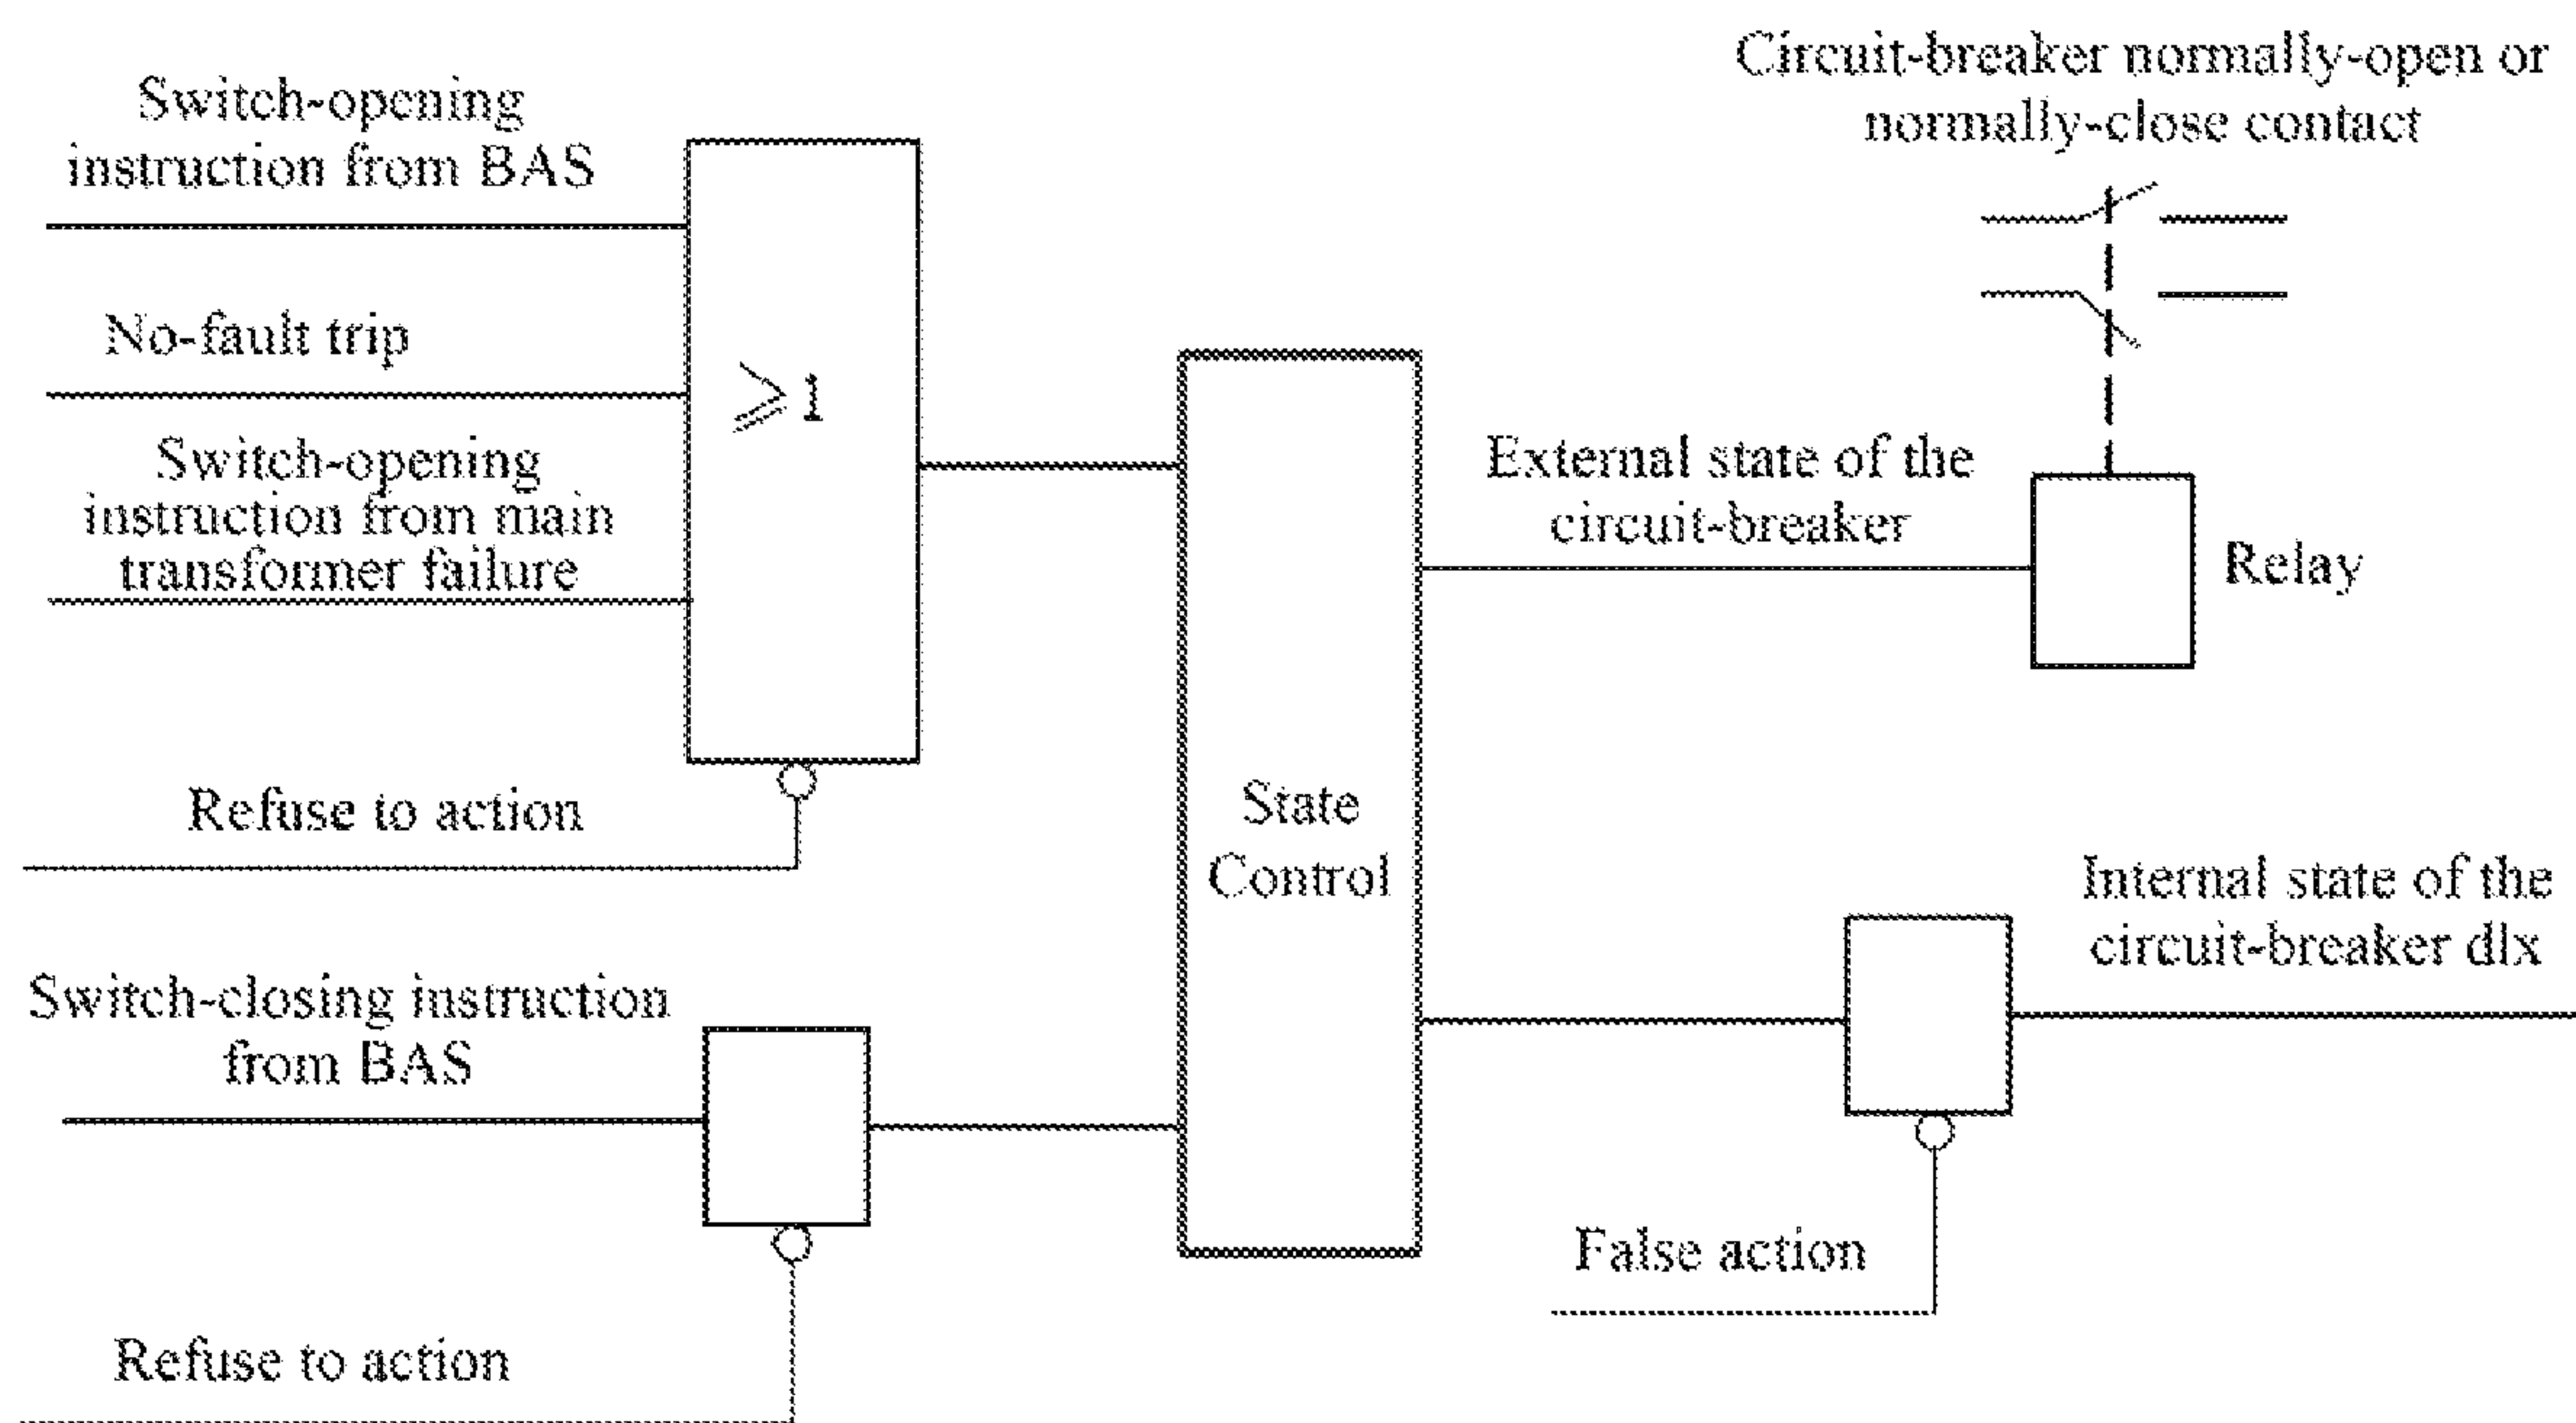 Circuit-breaker normally-open or
normally-close contact
Switch-opening
instruction from BAS
No-fault trip
⩾1
Switch-opening
instruction from main
transformer failure
External state of the
circuit-breaker
Relay
Refuse to action
State
Control
Internal state of the
circuit-breaker dlx
Switch-closing instruction
from BAS
False action
Refuse to action